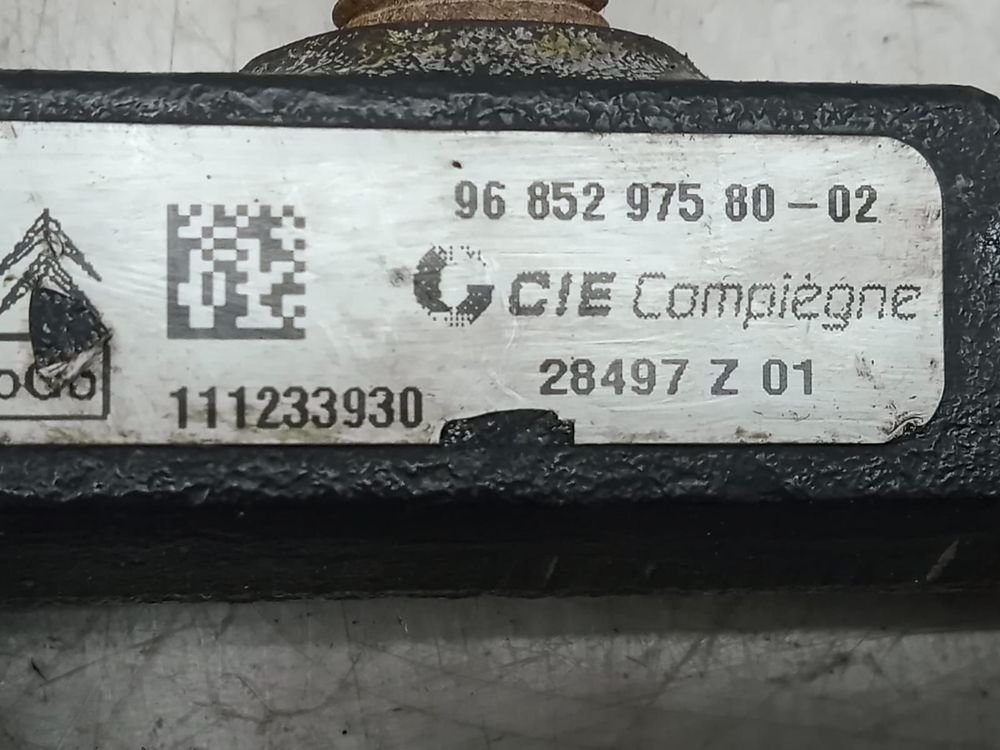 96 852 975 80-02
CIE Compiègne
28497 Z 01
111233930